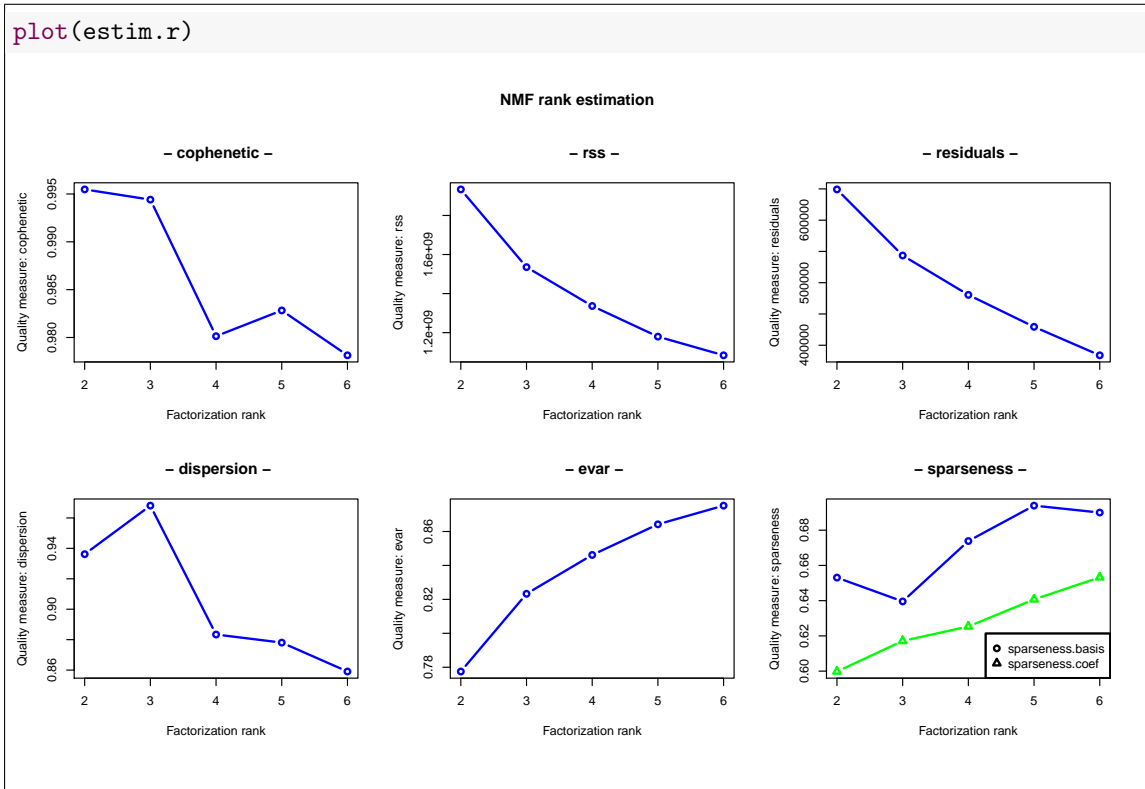 plot(estim.r)
NMF rank estimation
– cophenetic –
Quality measure: cophenetic
0.980 0.985 0.990 0.995
2 3 4 5 6
Factorization rank
– rss –
Quality measure: rss
1.2e+09 1.6e+09
2 3 4 5 6
Factorization rank
– residuals –
Quality measure: residuals
400000 500000 600000
2 3 4 5 6
Factorization rank
– dispersion –
Quality measure: dispersion
0.86 0.90 0.94
2 3 4 5 6
Factorization rank
– evar –
Quality measure: evar
0.78 0.82 0.86
2 3 4 5 6
Factorization rank
– sparseness –
Quality measure: sparseness
0.60 0.62 0.64 0.66 0.68
2 3 4 5 6
Factorization rank
sparseness.basis
sparseness.coef